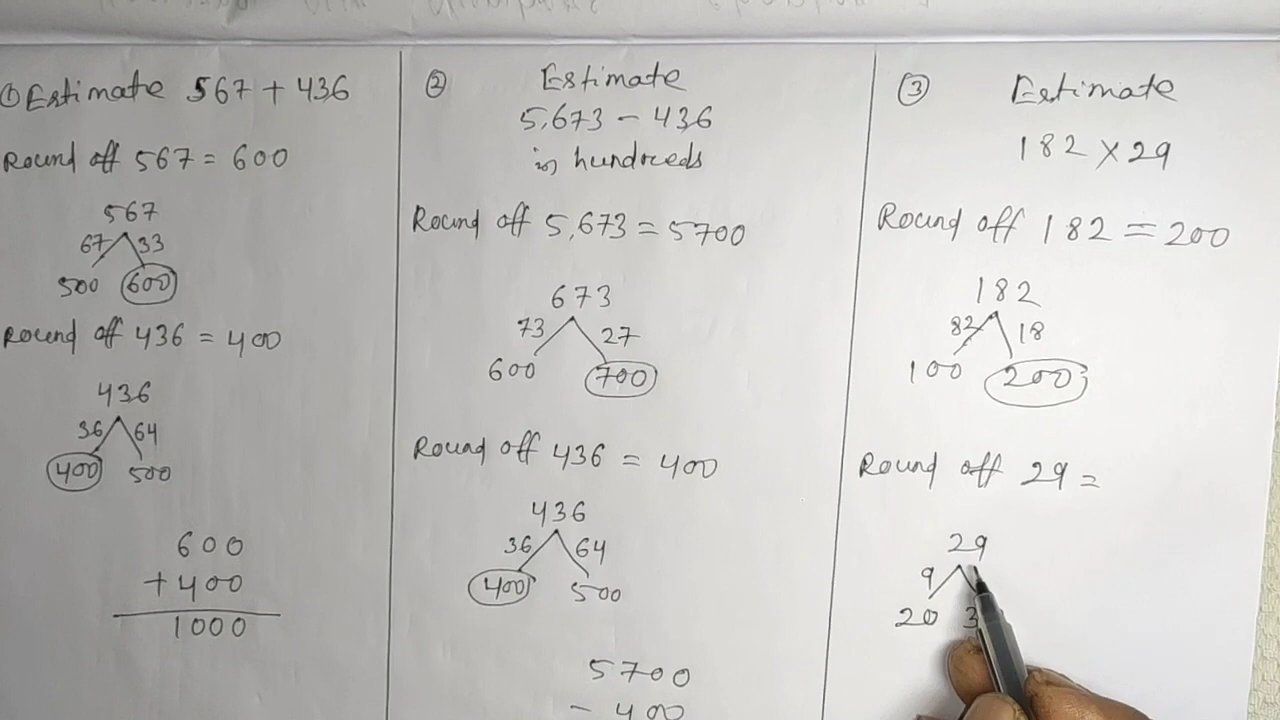 ① Estimate 567 + 436
Round off 567 = 600
567
67 33
500 600
Round off 436 = 400
436
36 64
400 500
600
+ 400
1000
② Estimate
5,673 - 436
in hundreds
Round off 5,673 = 5700
673
73 27
600 700
Round off 436 = 400
436
36 64
400 500
5700
- 400
③ Estimate
182 × 29
Round off 182 = 200
182
82 18
100 200
Round off 29 =
29
9
20 3